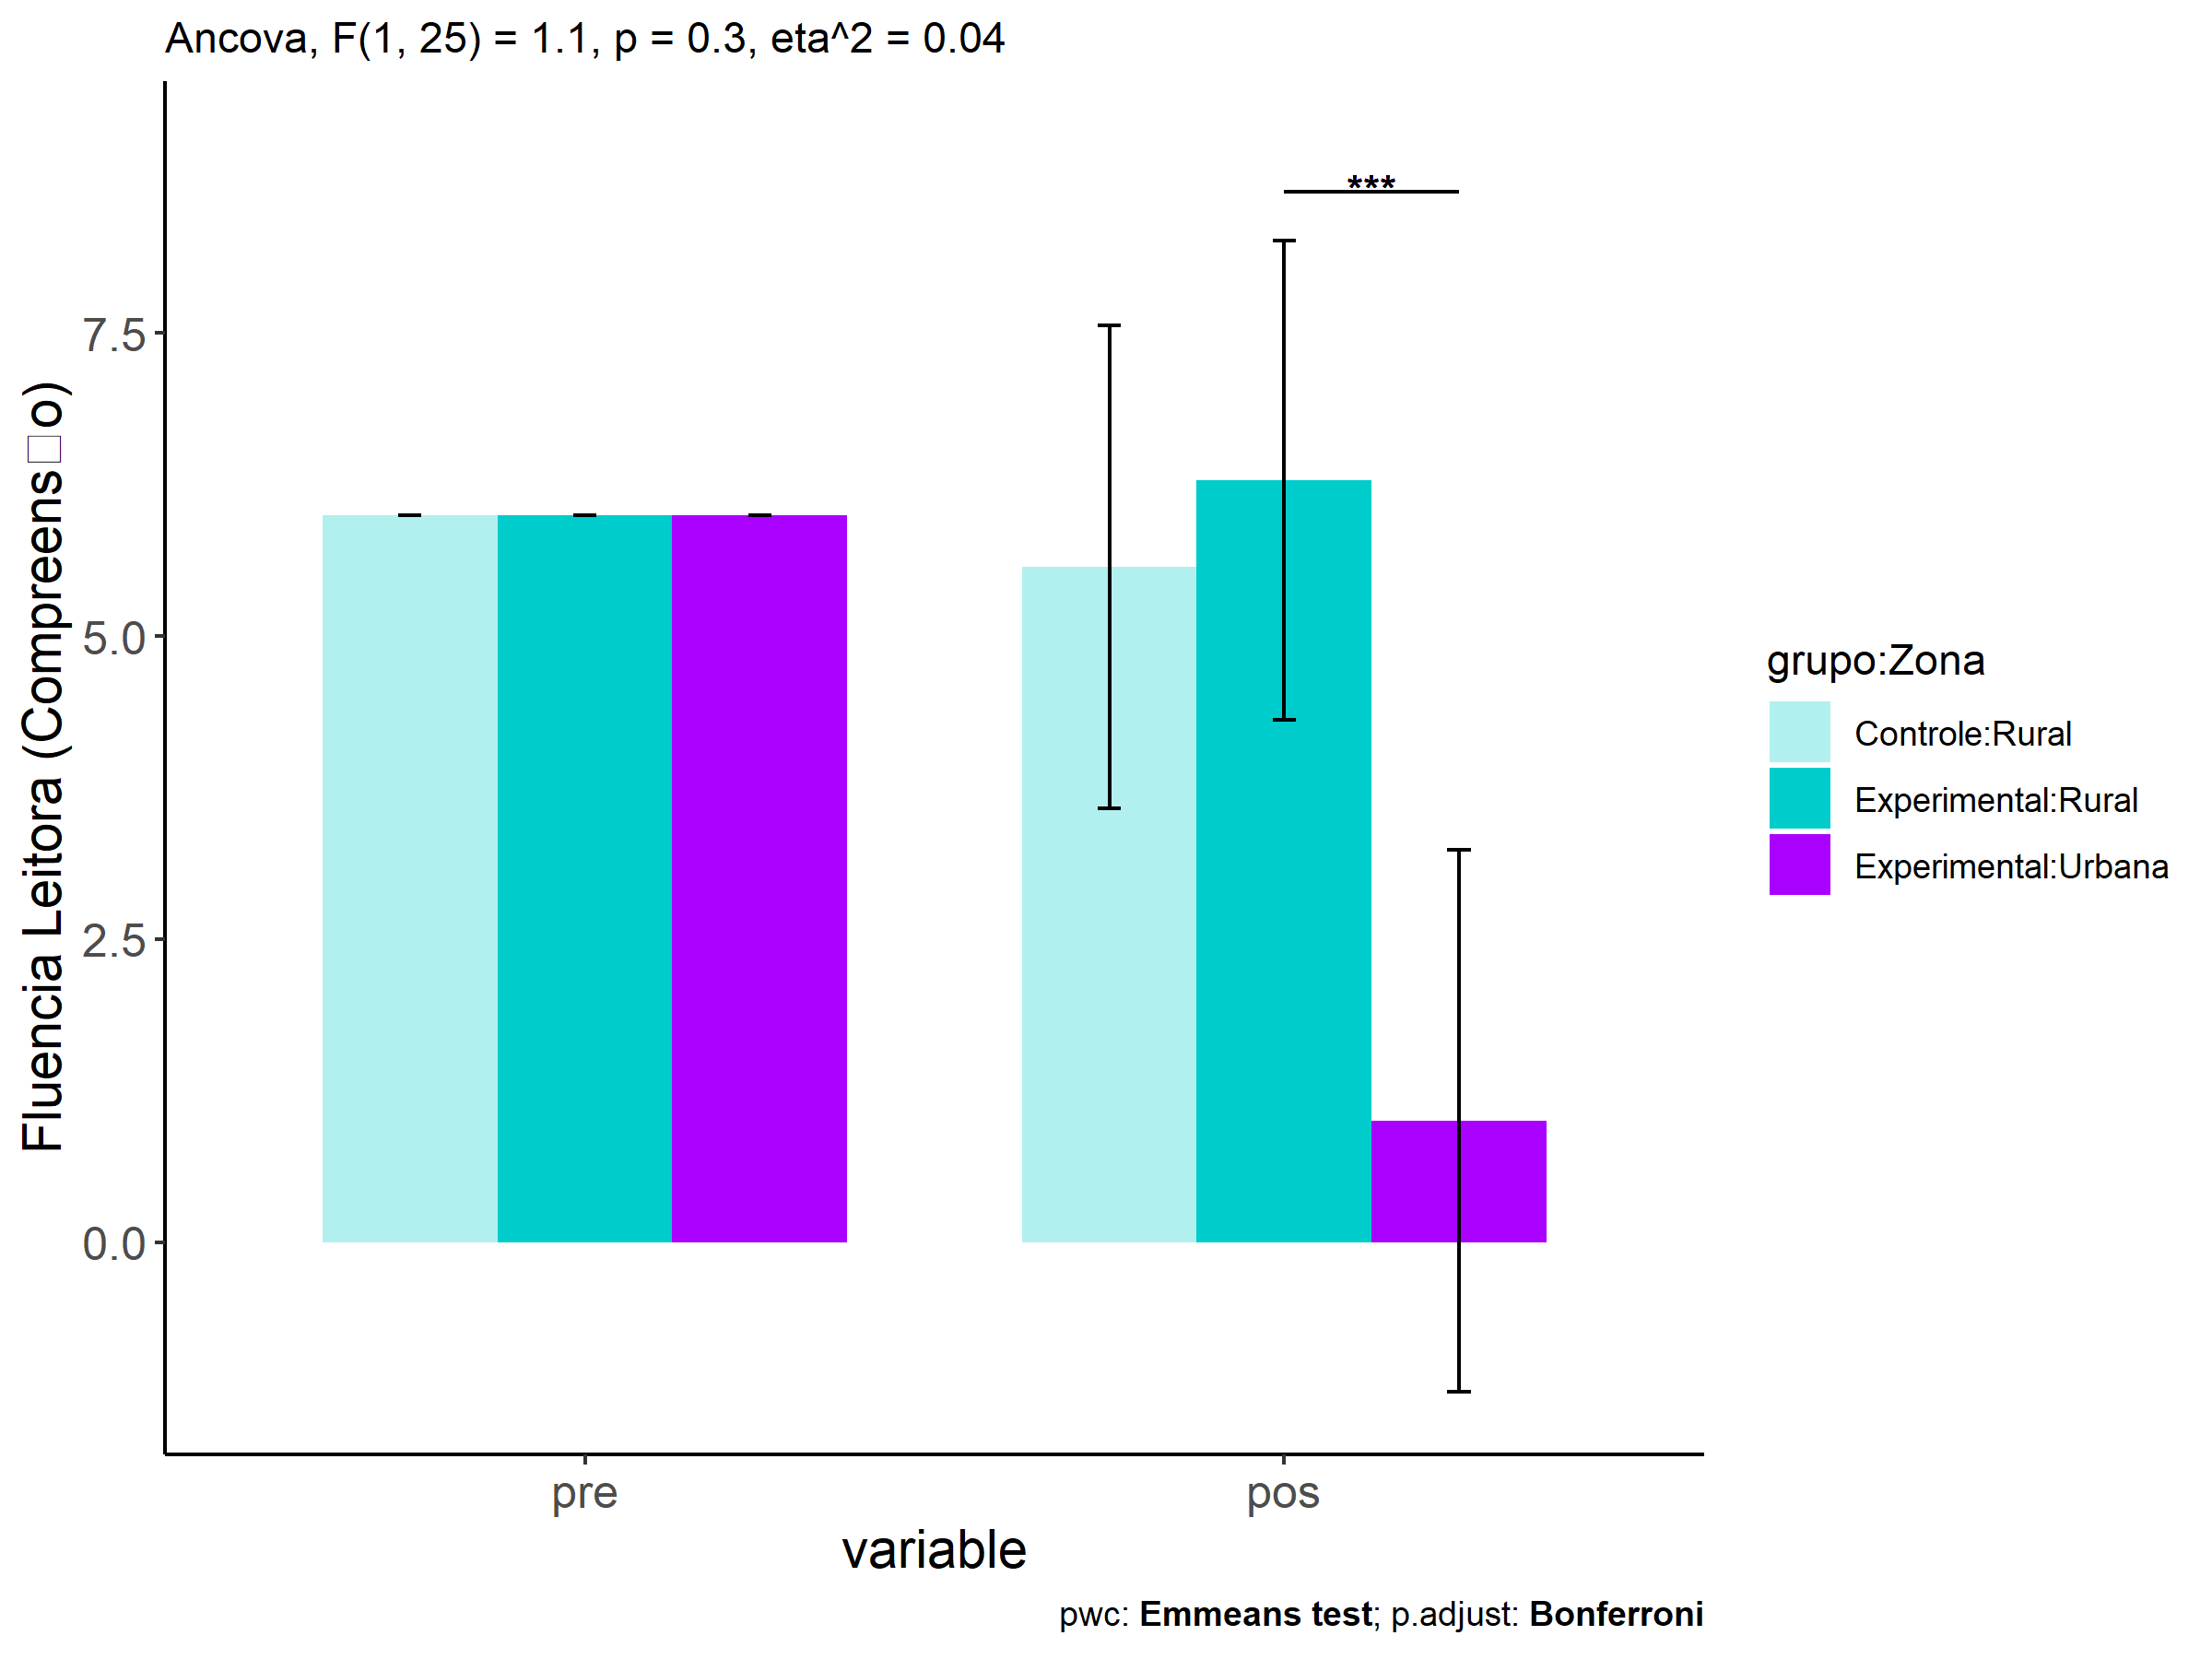 Ancova, F(1, 25) = 1.1, p = 0.3, eta^2 = 0.04
Fluencia Leitora (Compreens□o)
7.5
5.0
2.5
0.0
***
pre
pos
variable
grupo:Zona
Controle:Rural
Experimental:Rural
Experimental:Urbana
pwc: Emmeans test; p.adjust: Bonferroni